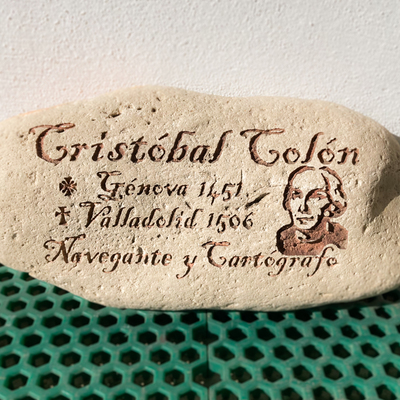 Cristóbal Colón
Génova 1451
Valladolid 1506
Navegante y Cartógrafo